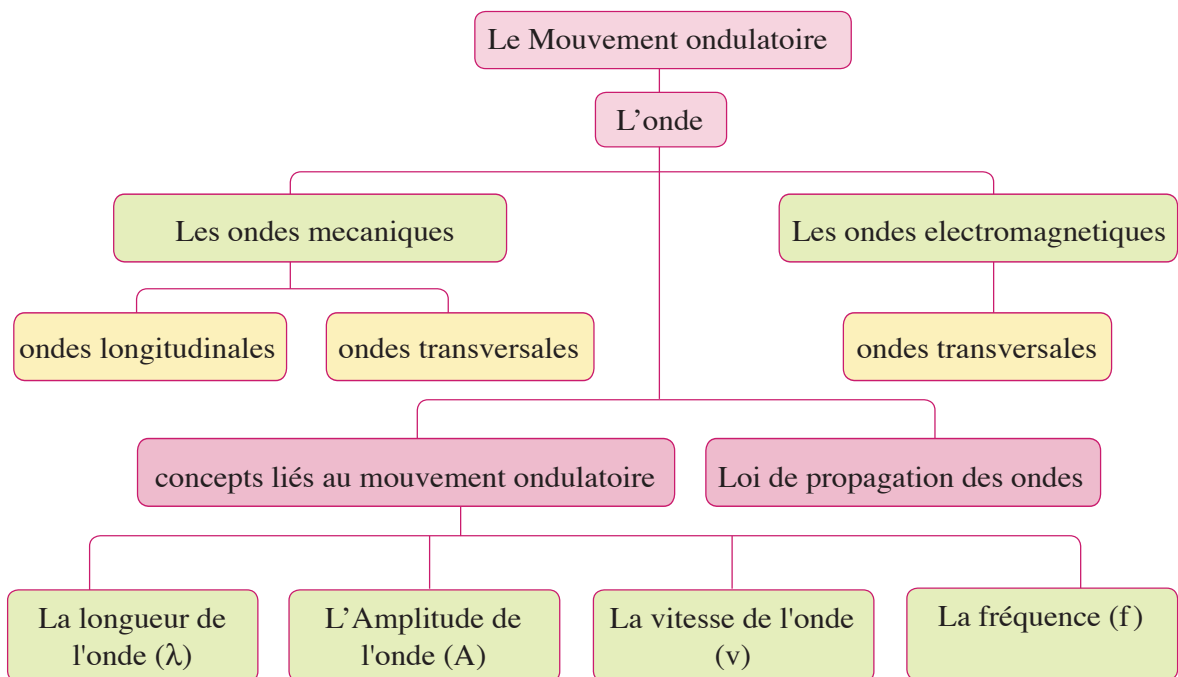 Le Mouvement ondulatoire
L’onde
Les ondes mecaniques
Les ondes electromagnetiques
ondes longitudinales
ondes transversales
ondes transversales
concepts liés au mouvement ondulatoire
Loi de propagation des ondes
La longueur de
l'onde (λ)
L’Amplitude de
l'onde (A)
La vitesse de l'onde
(v)
La fréquence (f)